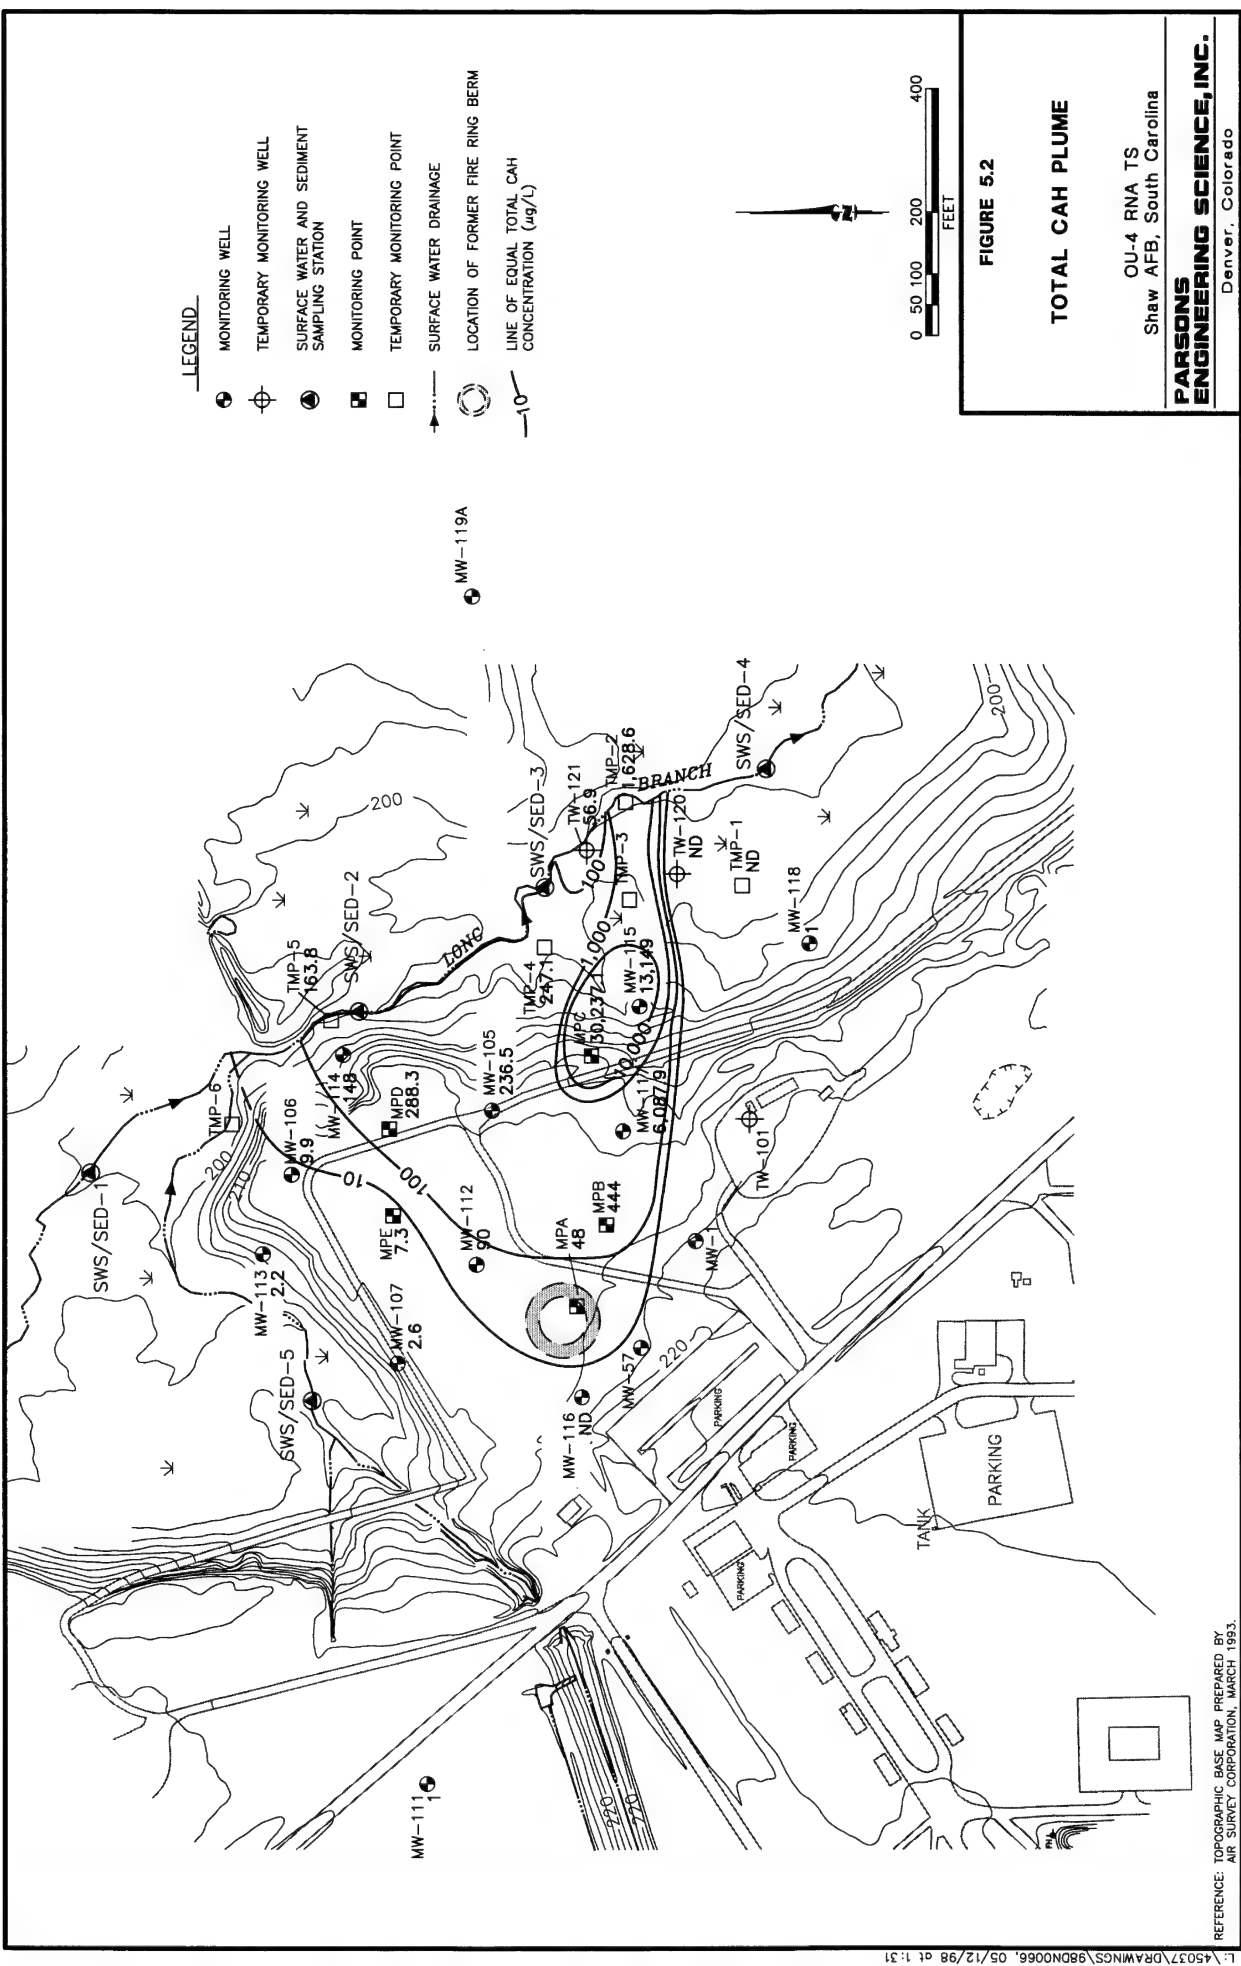 LEGEND
MONITORING WELL
TEMPORARY MONITORING WELL
SURFACE WATER AND SEDIMENT
SAMPLING STATION
MONITORING POINT
TEMPORARY MONITORING POINT
SURFACE WATER DRAINAGE
LOCATION OF FORMER FIRE RING BERM
10
LINE OF EQUAL TOTAL CAH
CONCENTRATION (µg/L)
MW-119A
SWS/SED-1
TMP-6
200
210
MW-106
9.9
MW-113
2.2
SWS/SED-5
MW-107
2.6
MPE
7.3
10
100
MW-112
90
MW-114
148
MPD
288.3
TMP-5
163.8
SWS/SED-2
200
LONG
MW-105
236.5
TMP-4
247.1
SWS/SED-3
TW-121
56.9
100
TMP-2
1,628.6
TMP-3
1,000
BRANCH
SWS/SED-4
MPC
30,237.1
MW-115
13,149
10,000
MW-117
6,087.9
TW-120
ND
TMP-1
ND
MW-118
1
200
MPA
48
MPB
444
MW-1
TW-101
MW-57
MW-116
ND
220
PARKING
PARKING
PARKING
PARKING
TANK
MW-111
1
220
220
0 50 100 200 400
FEET
FIGURE 5.2
TOTAL CAH PLUME
OU-4 RNA TS
Shaw AFB, South Carolina
PARSONS
ENGINEERING SCIENCE, INC.
Denver, Colorado
REFERENCE: TOPOGRAPHIC BASE MAP PREPARED BY
AIR SURVEY CORPORATION, MARCH 1993.
L:\45037\DRAWINGS\98DN0066, 05/12/98 at 1:31